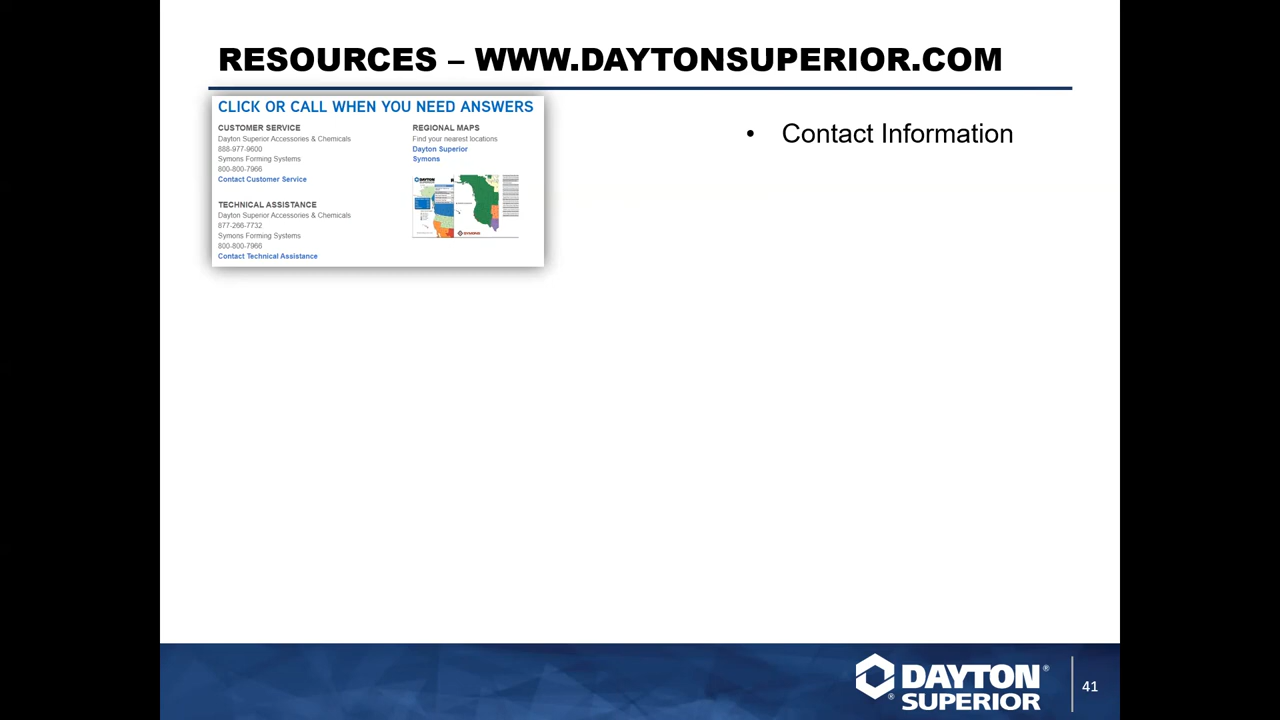 RESOURCES – WWW.DAYTONSUPERIOR.COM
CLICK OR CALL WHEN YOU NEED ANSWERS
CUSTOMER SERVICE
Dayton Superior Accessories & Chemicals
888-977-9600
Symons Forming Systems
800-800-7966
Contact Customer Service
TECHNICAL ASSISTANCE
Dayton Superior Accessories & Chemicals
877-266-7732
Symons Forming Systems
800-800-7966
Contact Technical Assistance
REGIONAL MAPS
Find your nearest locations
Dayton Superior
Symons
• Contact Information
DAYTON®
SUPERIOR
®
41